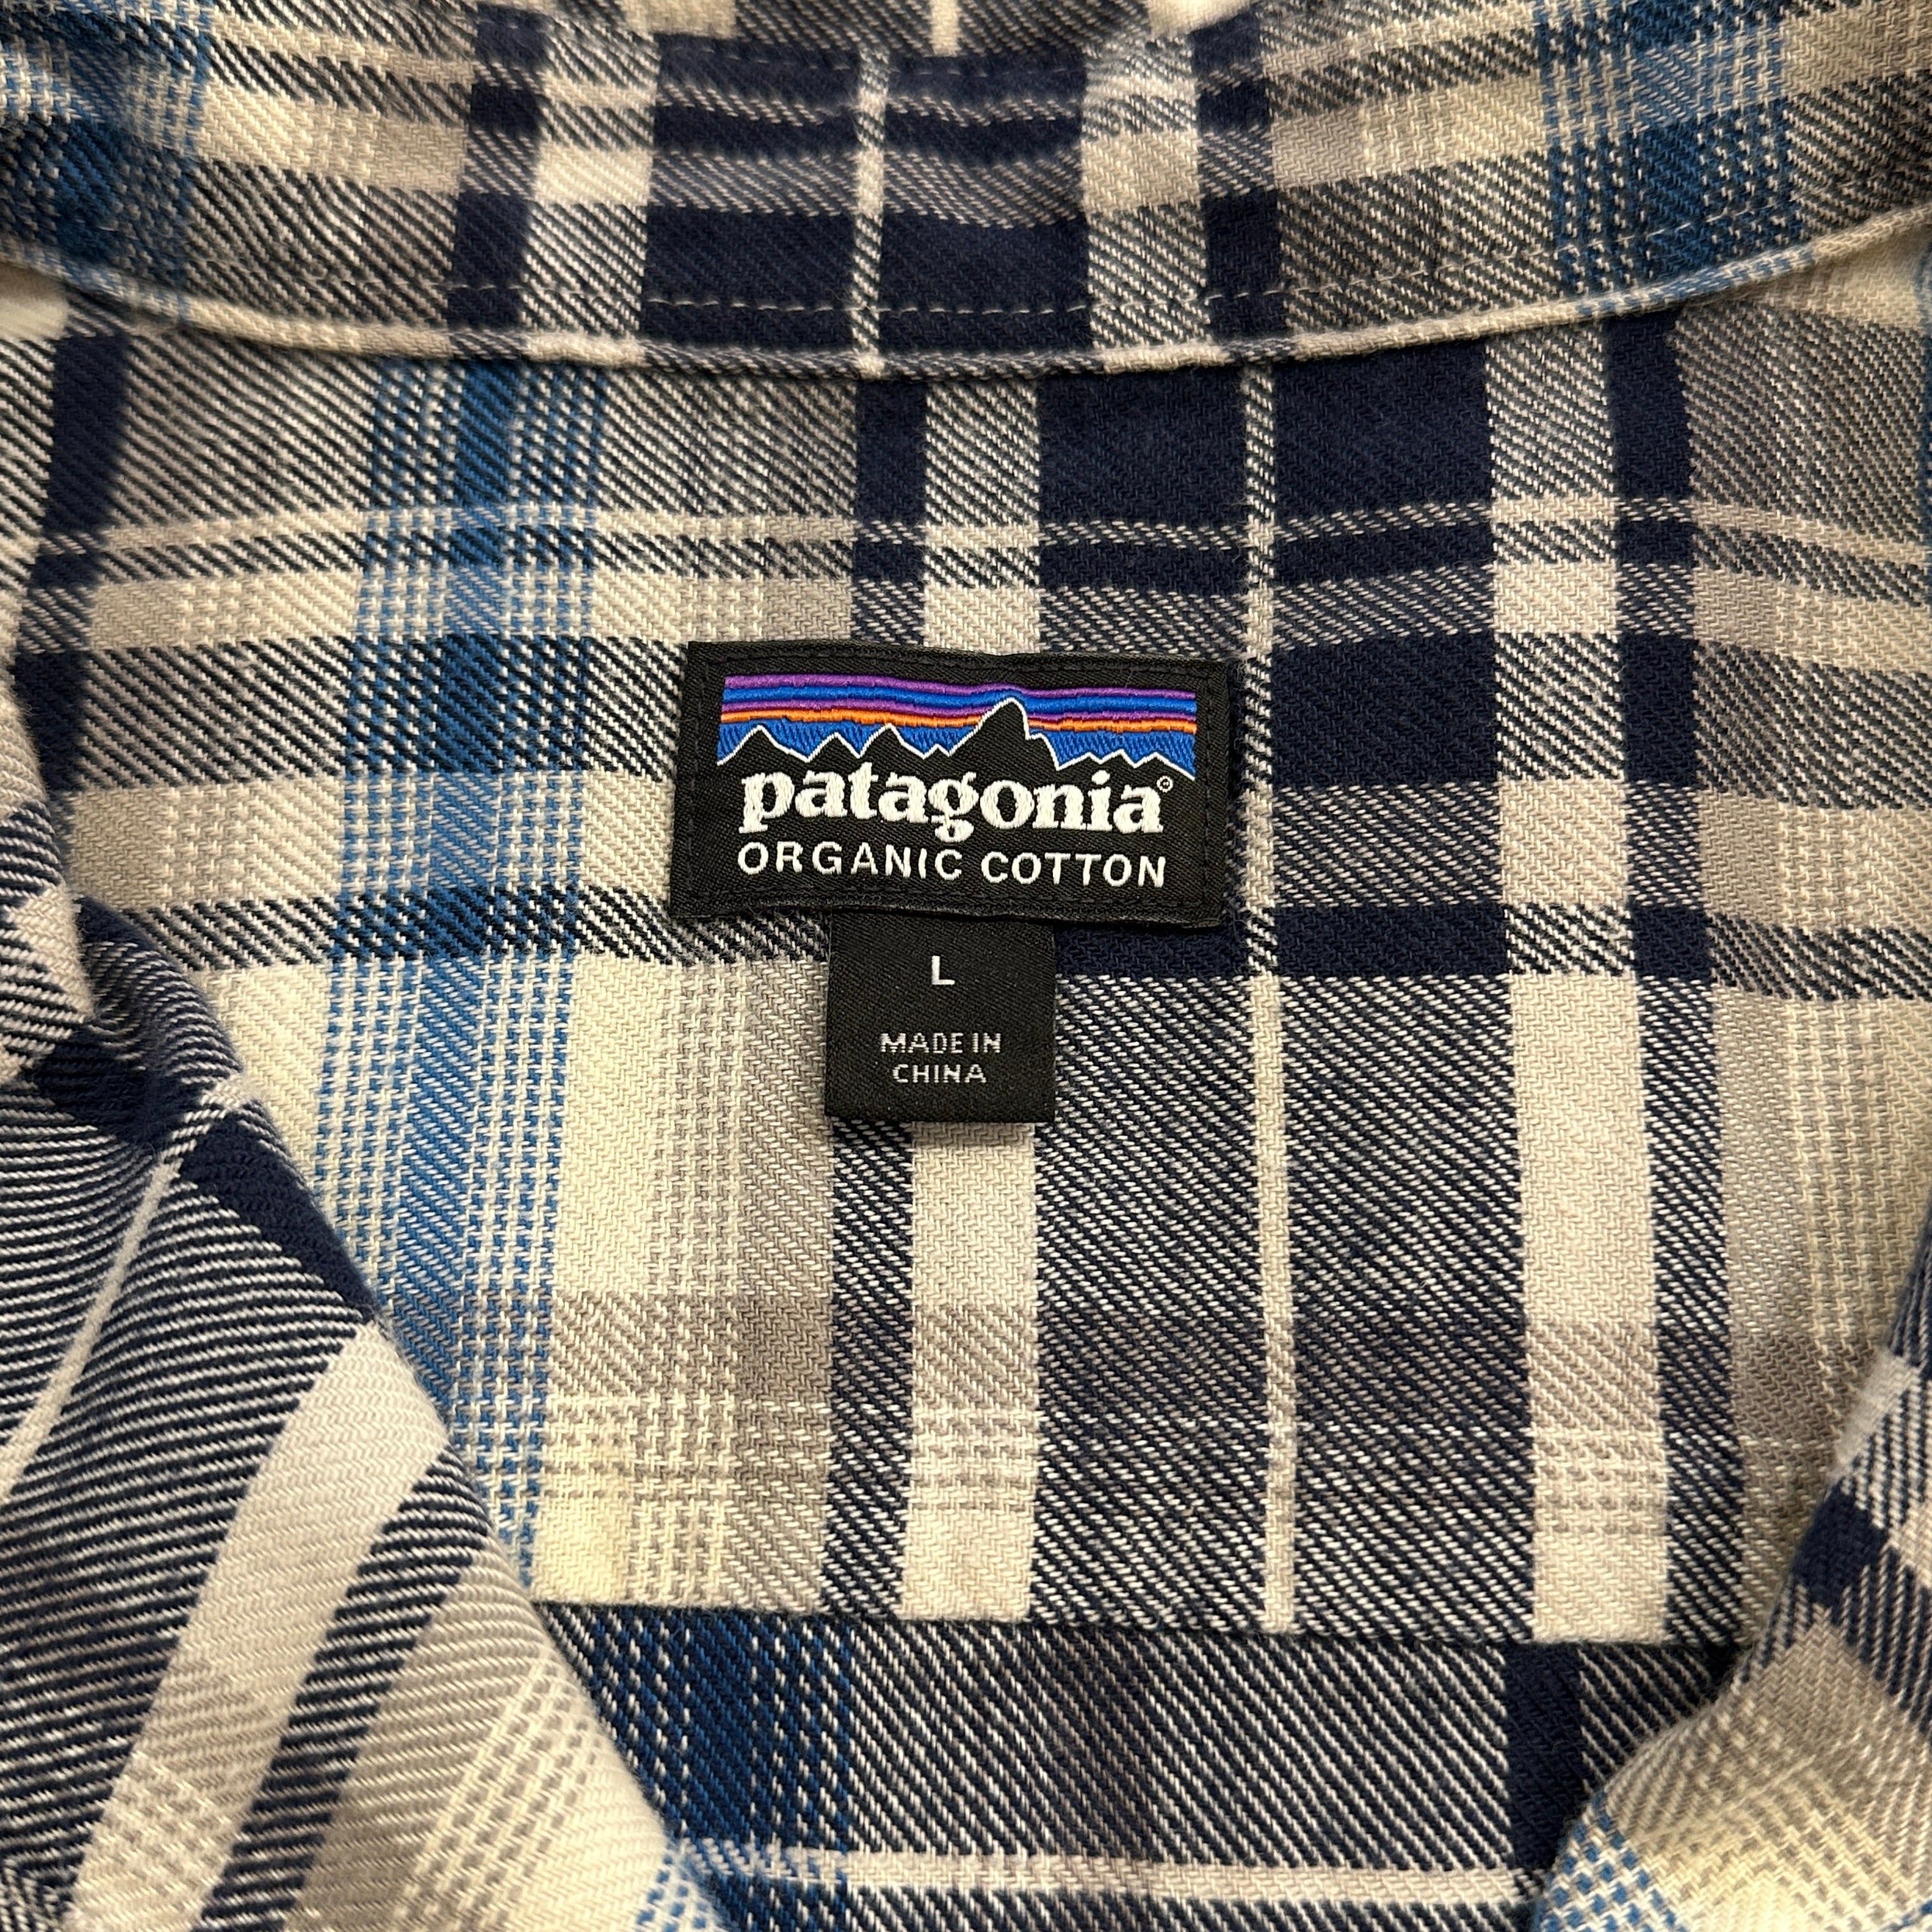 patagonia®
ORGANIC COTTON
L
MADE IN
CHINA